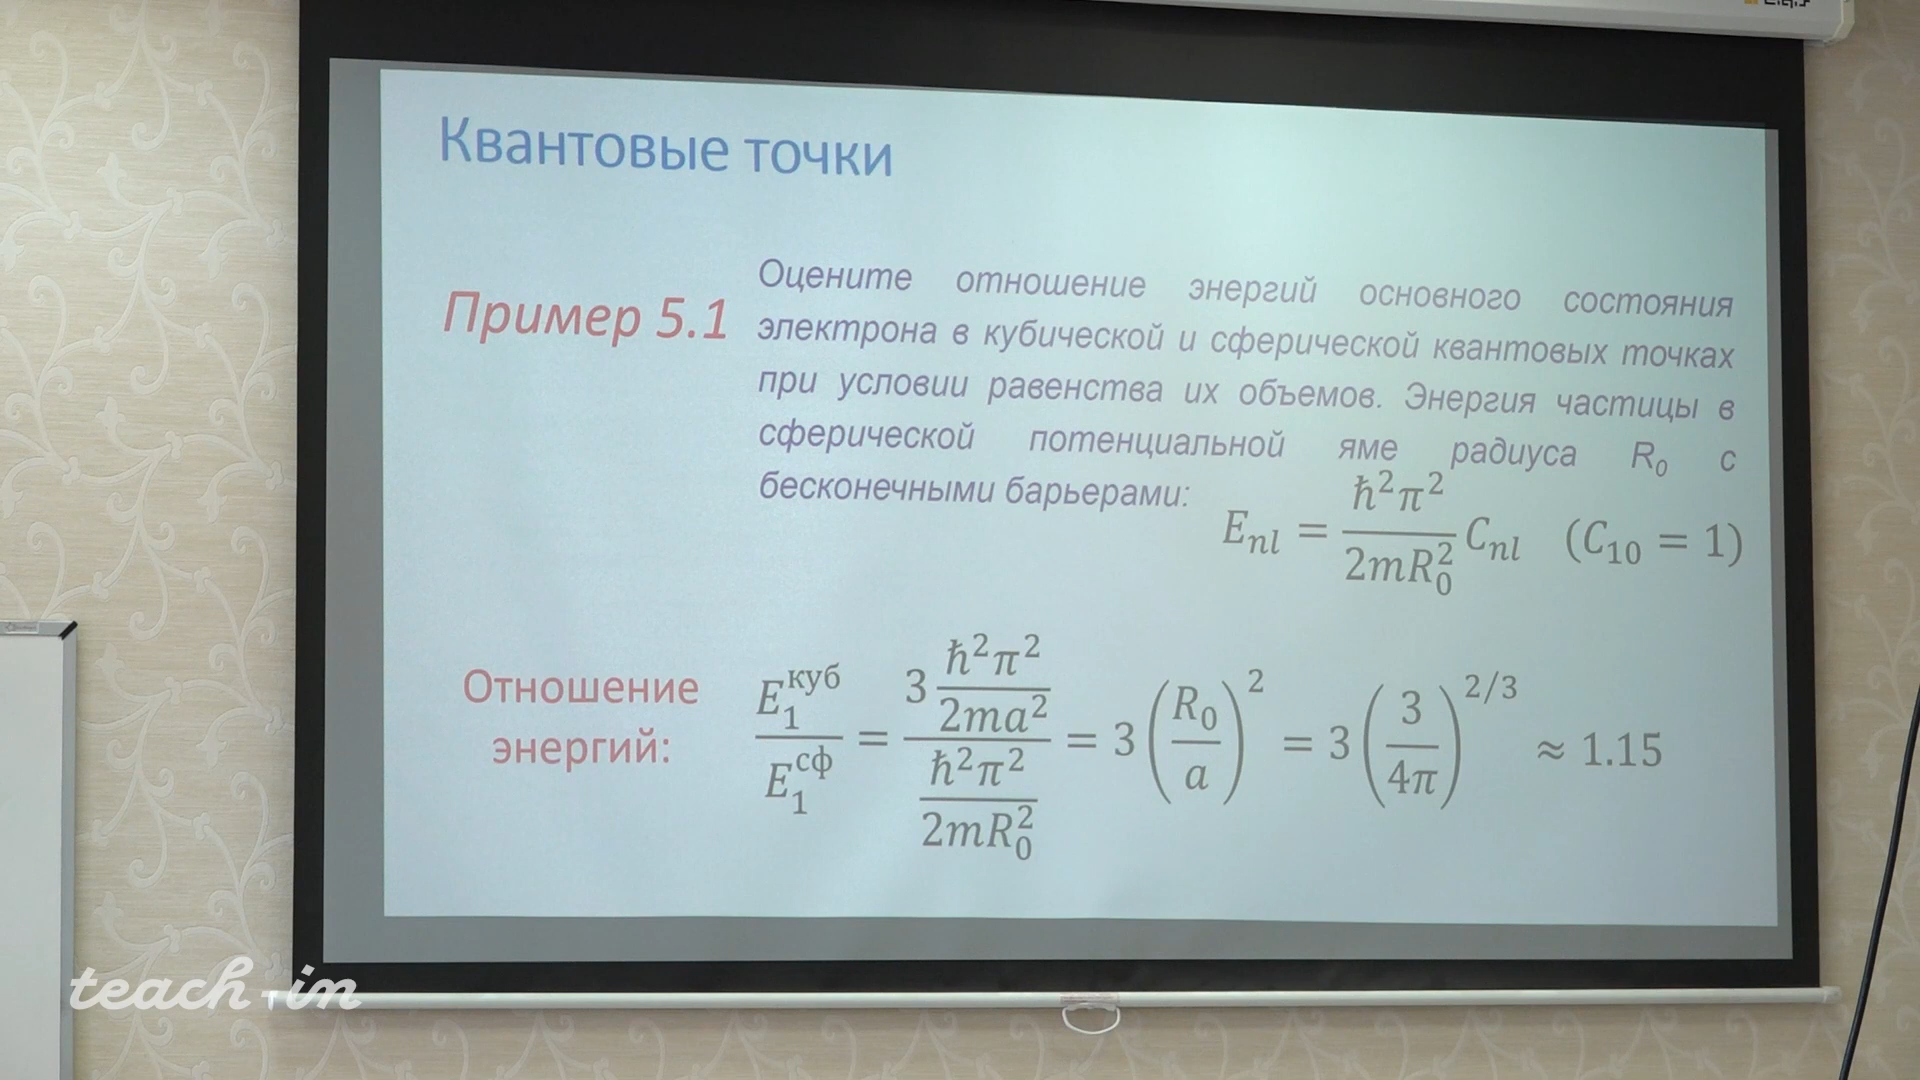 Квантовые точки
Пример 5.1
Оцените отношение энергий основного состояния
электрона в кубической и сферической квантовых точках
при условии равенства их объемов. Энергия частицы в
сферической потенциальной яме радиуса R₀ с
бесконечными барьерами:
Eₙₗ = ħ²π² / 2mR₀² Cₙₗ (C₁₀ = 1)
Отношение
энергий:
E₁ᵏʸᵇ / E₁ᶜᶲ = (3 ħ²π² / 2ma²) / (ħ²π² / 2mR₀²) = 3 (R₀ / a)² = 3 (3 / 4π)^(2/3) ≈ 1.15
teach-in